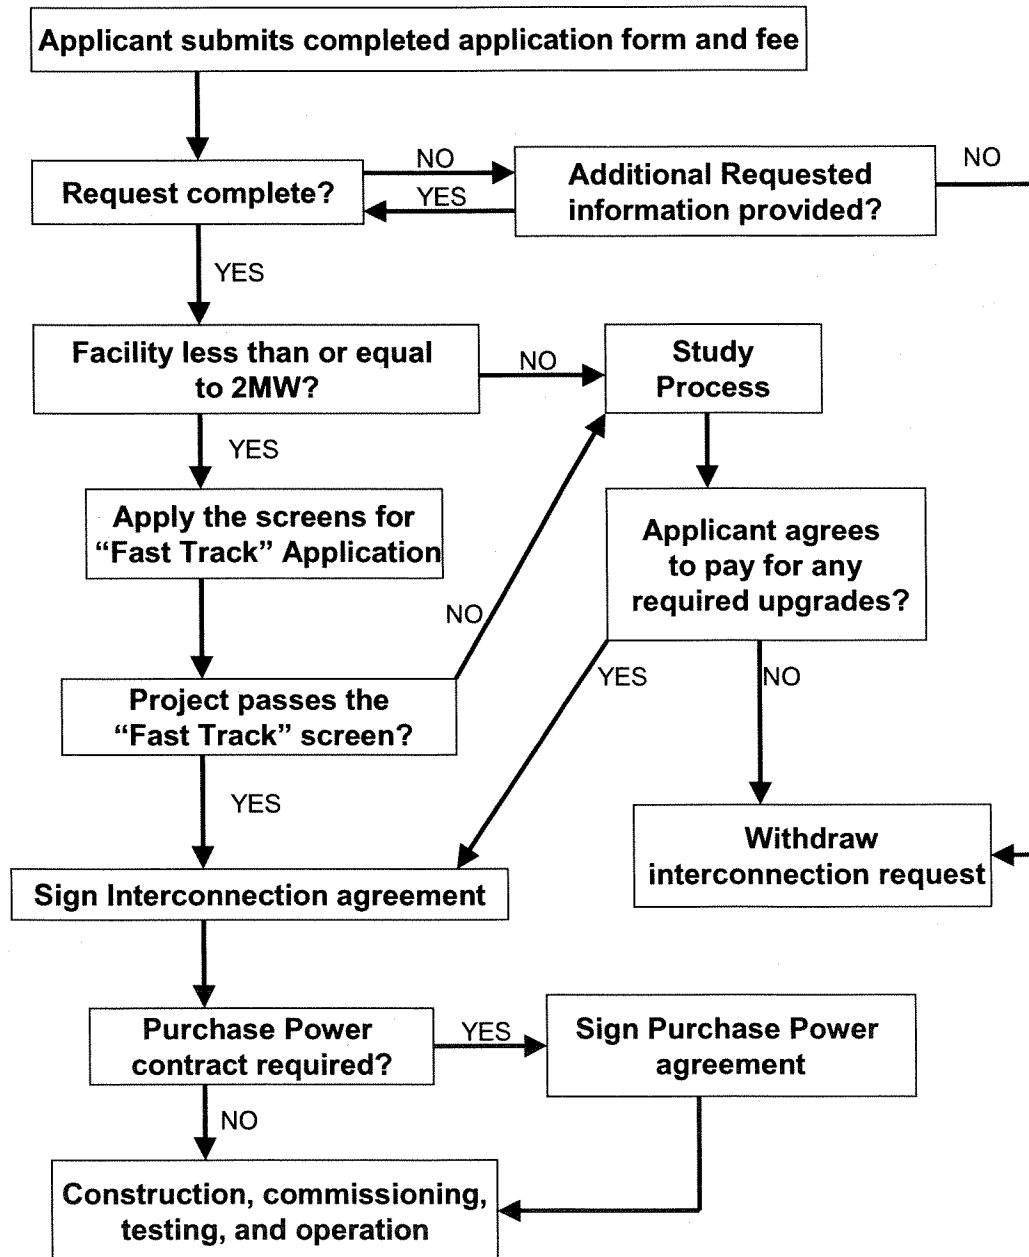 Applicant submits completed application form and fee
NO
NO
Request complete?
Additional Requested
information provided?
YES
YES
Facility less than or equal
to 2MW?
NO
Study
Process
YES
Apply the screens for
“Fast Track” Application
Applicant agrees
to pay for any
required upgrades?
NO
Project passes the
“Fast Track” screen?
YES
NO
YES
Withdraw
interconnection request
Sign Interconnection agreement
Purchase Power
contract required?
YES
Sign Purchase Power
agreement
NO
Construction, commissioning,
testing, and operation